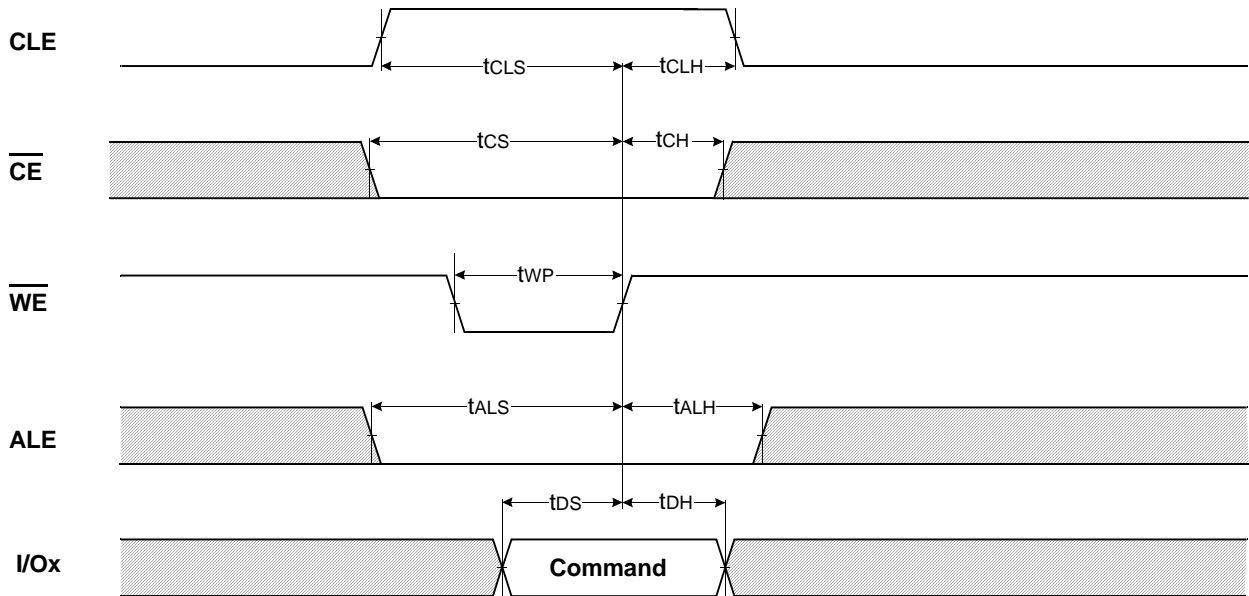 CLE
tCLS
tCLH
CE
tCS
tCH
WE
tWP
ALE
tALS
tALH
tDS
tDH
I/Ox
Command